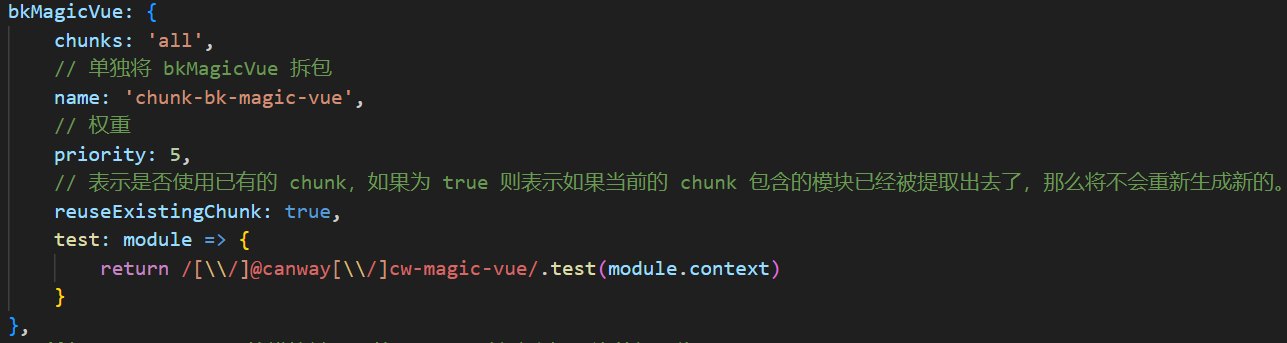 bkMagicVue: {
chunks: 'all',
// 单独将 bkMagicVue 拆包
name: 'chunk-bk-magic-vue',
// 权重
priority: 5,
// 表示是否使用已有的 chunk，如果为 true 则表示如果当前的 chunk 包含的模块已经被提取出去了，那么将不会重新生成新的。
reuseExistingChunk: true,
test: module => {
return /[\\/]@canway[\\/]cw-magic-vue/.test(module.context)
}
},